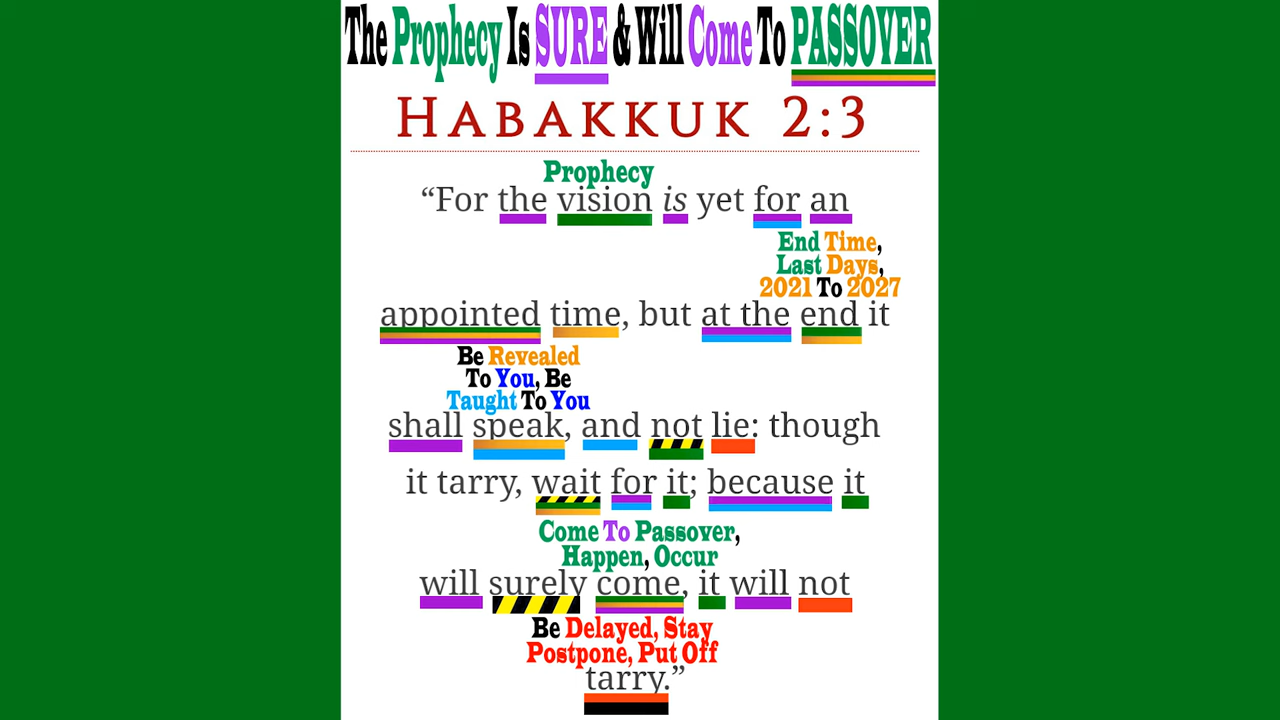 The Prophecy Is SURE & Will Come To PASSOVER
HABAKKUK 2:3
Prophecy
“For the vision is yet for an
End Time,
Last Days,
2021 To 2027
appointed time, but at the end it
Be Revealed
To You, Be
Taught To You
shall speak, and not lie: though
it tarry, wait for it; because it
Come To Passover,
Happen, Occur
will surely come, it will not
Be Delayed, Stay
Postpone, Put Off
tarry.”